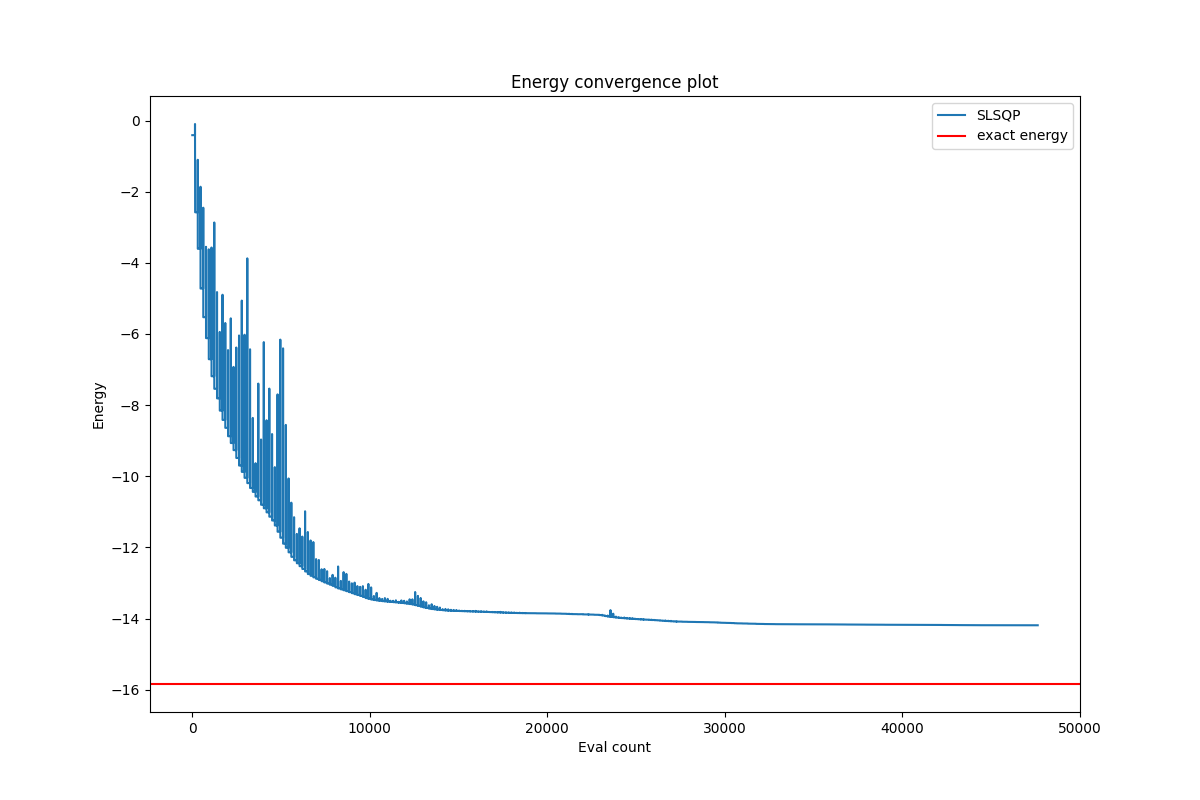 Energy convergence plot
SLSQP
exact energy
Energy
0
−2
−4
−6
−8
−10
−12
−14
−16
0 10000 20000 30000 40000 50000
Eval count